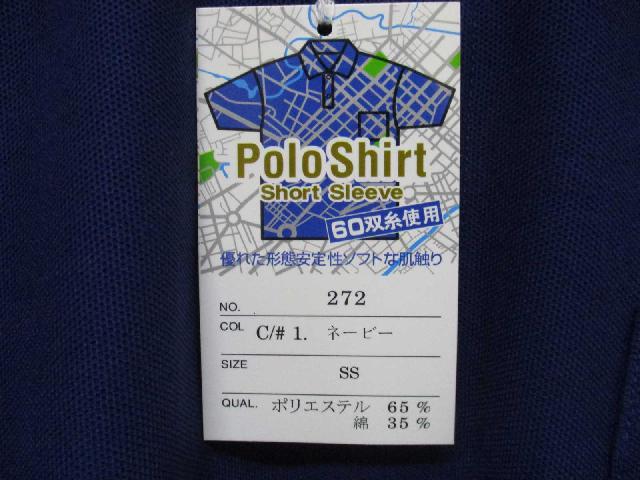 Polo Shirt
Short Sleeve
60双糸使用
優れた形態安定性ソフトな肌触り
NO. 272
COL C/# 1. ネービー
SIZE SS
QUAL. ポリエステル 65 %
綿 35 %